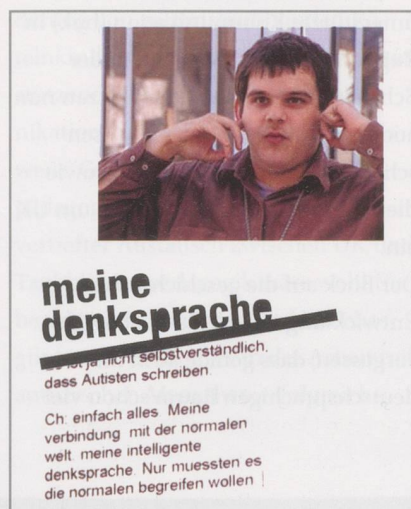 meine
denksprache
Es ist ja nicht selbstverständlich.
dass Autisten schreiben.
Ch: einfach alles Meine
verbindung mit der normalen
welt meine intelligente
denksprache. Nur muessten es
die normalen begreifen wollen